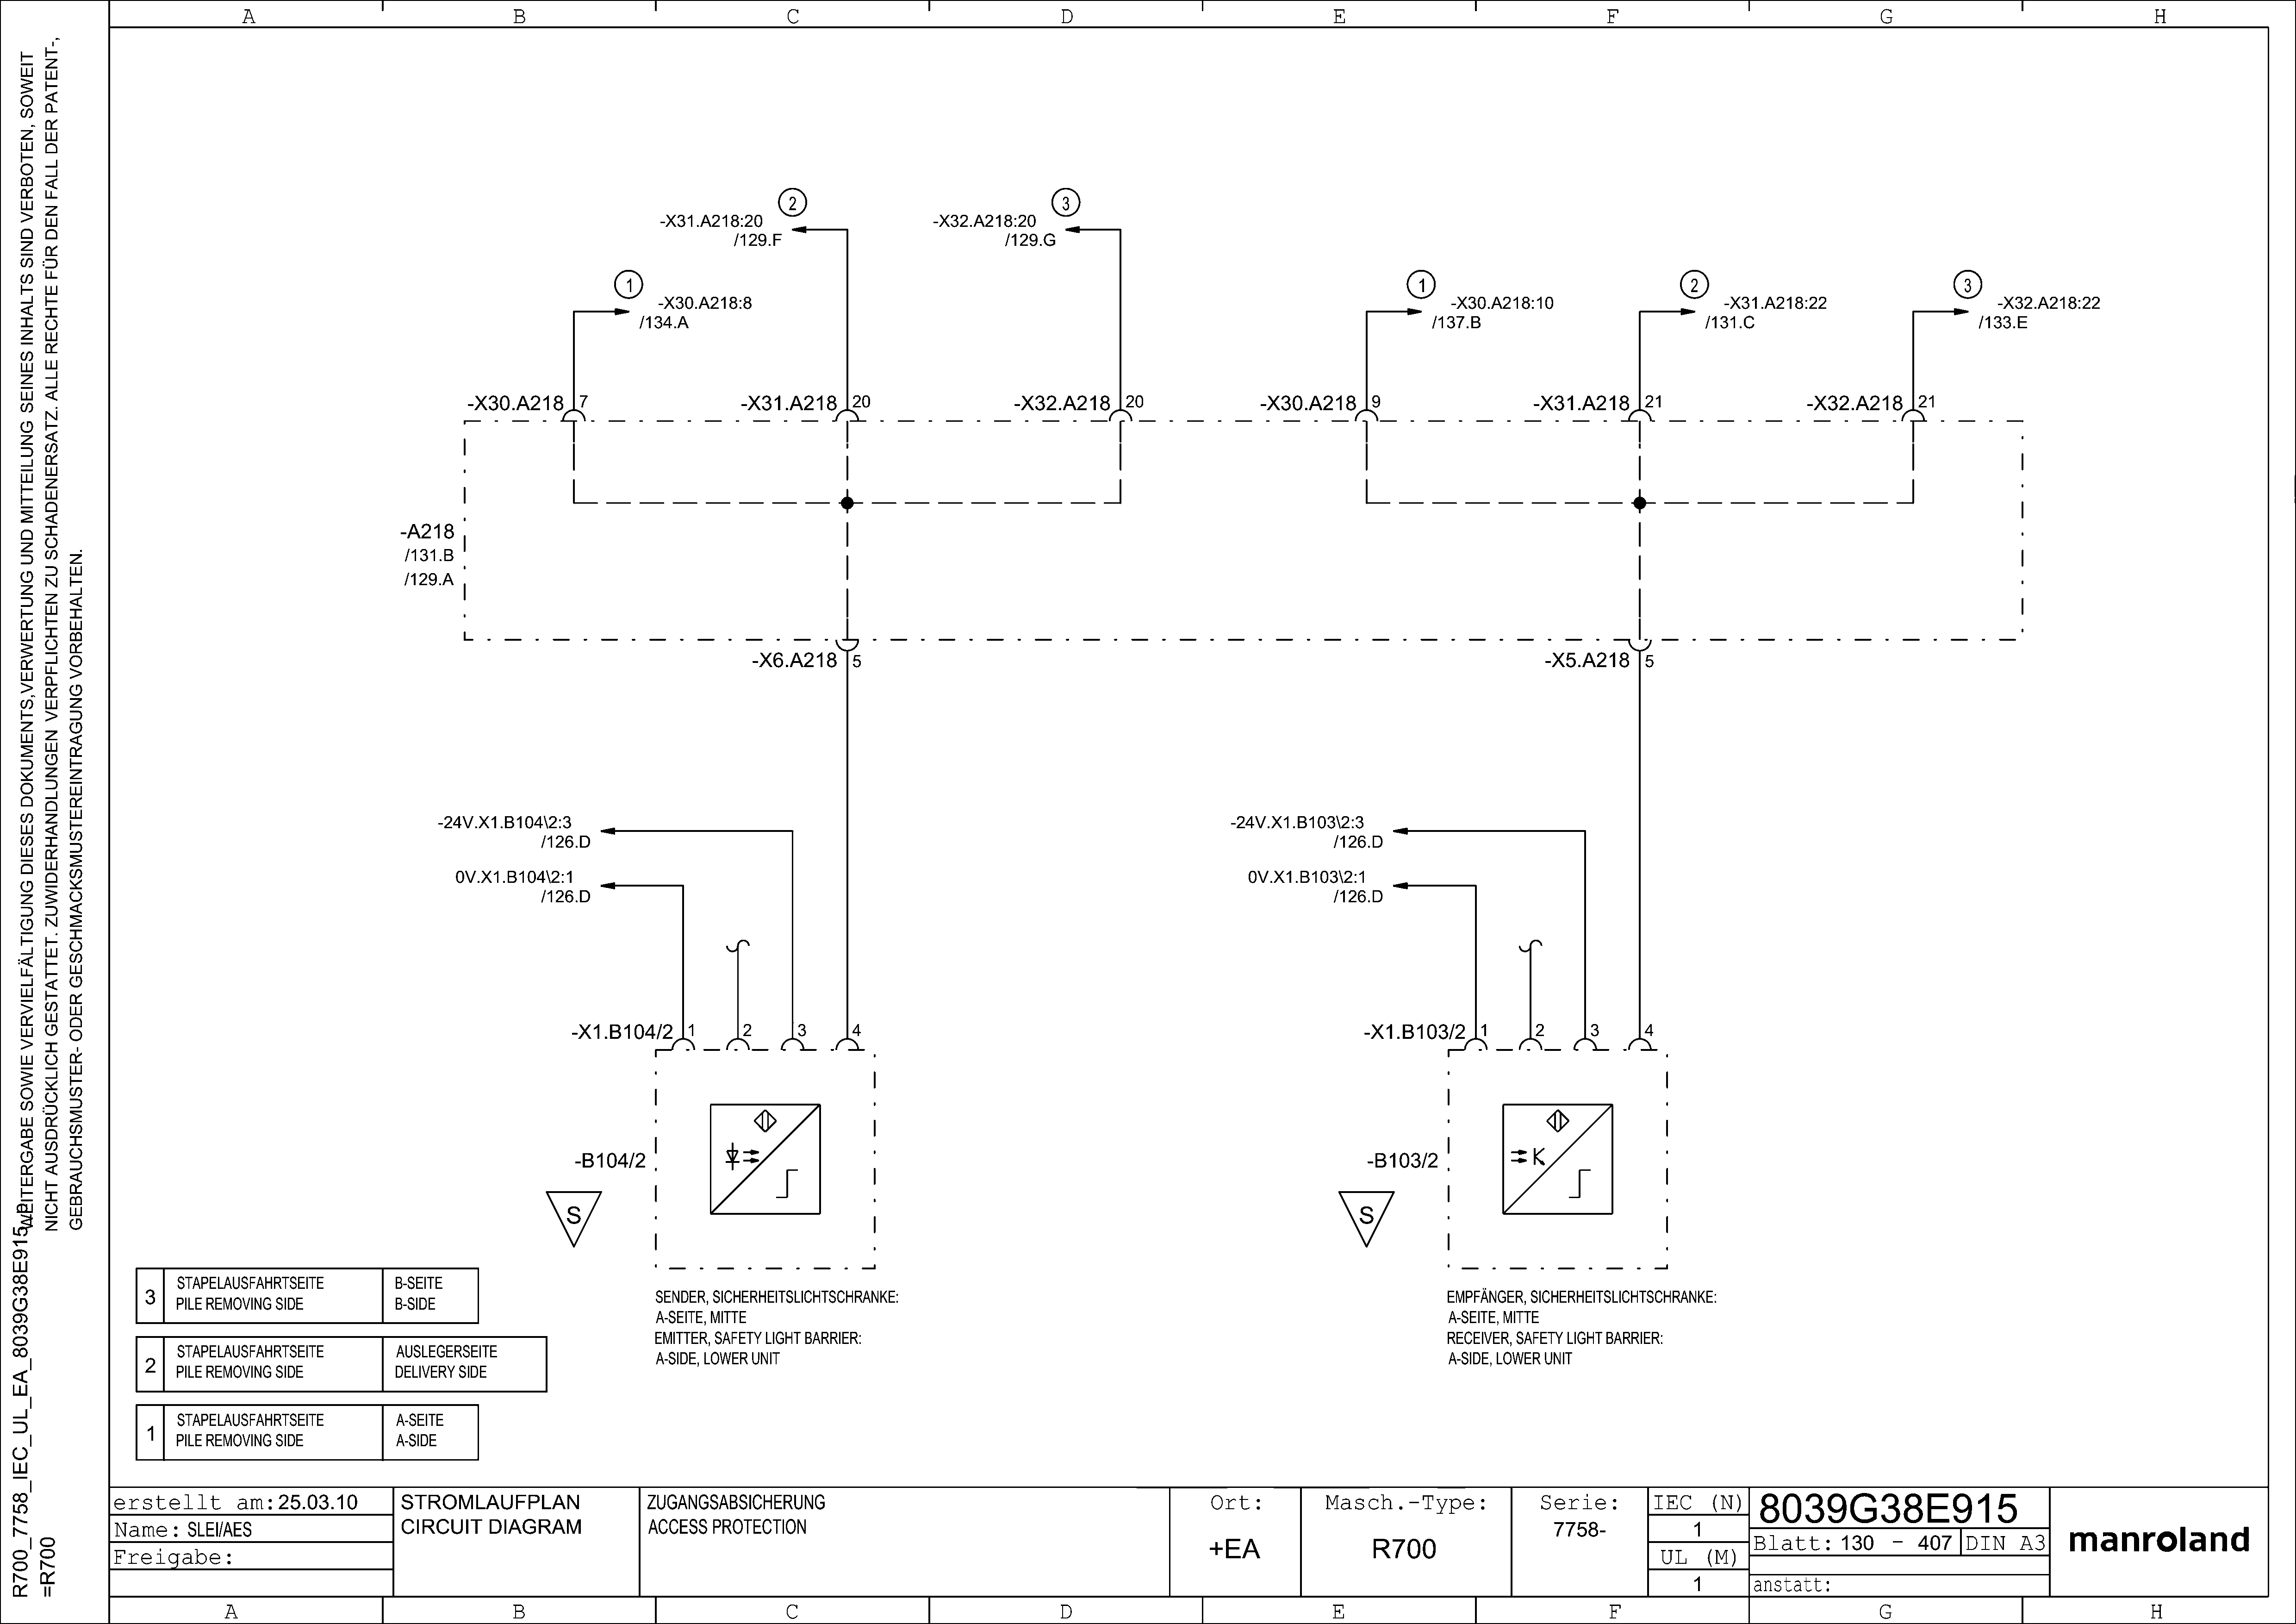 A B C D E F G H
WEITERGABE SOWIE VERVIELFÄLTIGUNG DIESES DOKUMENTS,VERWERTUNG UND MITTEILUNG SEINES INHALTS SIND VERBOTEN, SOWEIT
NICHT AUSDRÜCKLICH GESTATTET. ZUWIDERHANDLUNGEN VERPFLICHTEN ZU SCHADENERSATZ. ALLE RECHTE FÜR DEN FALL DER PATENT-,
GEBRAUCHSMUSTER- ODER GESCHMACKSMUSTEREINTRAGUNG VORBEHALTEN.
R700_7758_IEC_UL_EA_8039G38E915_0
=R700
2
-X31.A218:20
/129.F
3
-X32.A218:20
/129.G
1
-X30.A218:8
/134.A
1
-X30.A218:10
/137.B
2
-X31.A218:22
/131.C
3
-X32.A218:22
/133.E
-X30.A218 7
-X31.A218 20
-X32.A218 20
-X30.A218 9
-X31.A218 21
-X32.A218 21
-A218
/131.B
/129.A
-X6.A218 5
-X5.A218 5
-24V.X1.B104\2:3
/126.D
0V.X1.B104\2:1
/126.D
-24V.X1.B103\2:3
/126.D
0V.X1.B103\2:1
/126.D
-X1.B104/2 1 2 3 4
-X1.B103/2 1 2 3 4
-B104/2
S
-B103/2
S
SENDER, SICHERHEITSLICHTSCHRANKE:
A-SEITE, MITTE
EMITTER, SAFETY LIGHT BARRIER:
A-SIDE, LOWER UNIT
EMPFÄNGER, SICHERHEITSLICHTSCHRANKE:
A-SEITE, MITTE
RECEIVER, SAFETY LIGHT BARRIER:
A-SIDE, LOWER UNIT
3
STAPELAUSFAHRTSEITE B-SEITE
PILE REMOVING SIDE B-SIDE
2
STAPELAUSFAHRTSEITE AUSLEGERSEITE
PILE REMOVING SIDE DELIVERY SIDE
1
STAPELAUSFAHRTSEITE A-SEITE
PILE REMOVING SIDE A-SIDE
erstellt am: 25.03.10
Name: SLEI/AES
Freigabe:
STROMLAUFPLAN
CIRCUIT DIAGRAM
ZUGANGSABSICHERUNG
ACCESS PROTECTION
Ort:
+EA
Masch.-Type:
R700
Serie:
7758-
IEC (N)
1
UL (M)
1
8039G38E915
Blatt: 130 - 407 DIN A3
anstatt:
manroland
A B C D E F G H